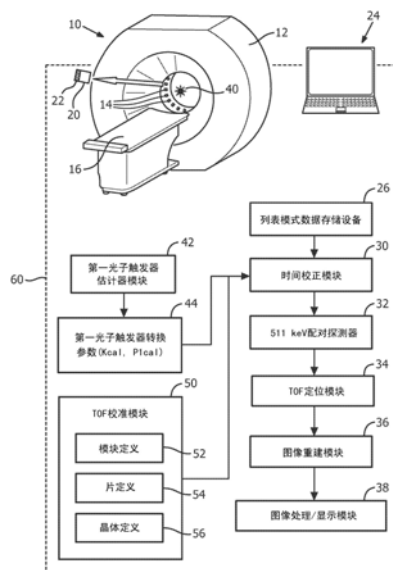 10
12
24
22
20
14
40
16
26
列表模式数据存储设备
42
30
第一光子触发器
估计器模块
时间校正模块
60
44
32
第一光子触发器转换
参数(Kcal, P1cal)
511 keV配对探测器
50
34
TOF校准模块
TOF定位模块
模块定义
52
36
片定义
54
图像重建模块
38
晶体定义
56
图像处理/显示模块